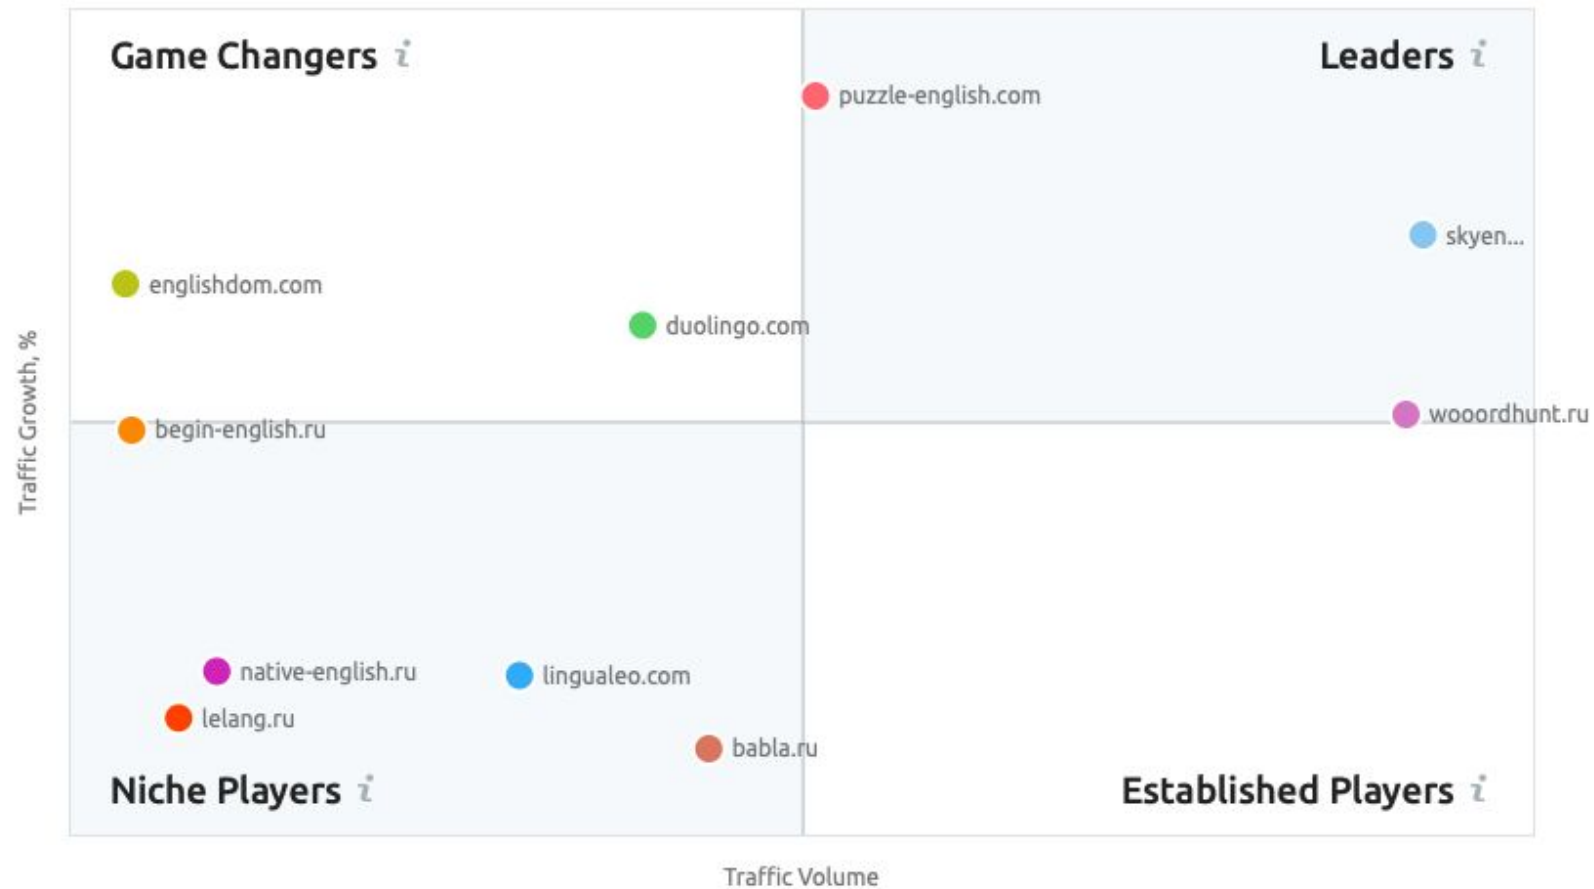 Game Changers
Leaders
puzzle-english.com
skyen...
englishdom.com
duolingo.com
Traffic Growth, %
wooordhunt.ru
begin-english.ru
native-english.ru
lingualeo.com
lelang.ru
babla.ru
Niche Players
Established Players
Traffic Volume